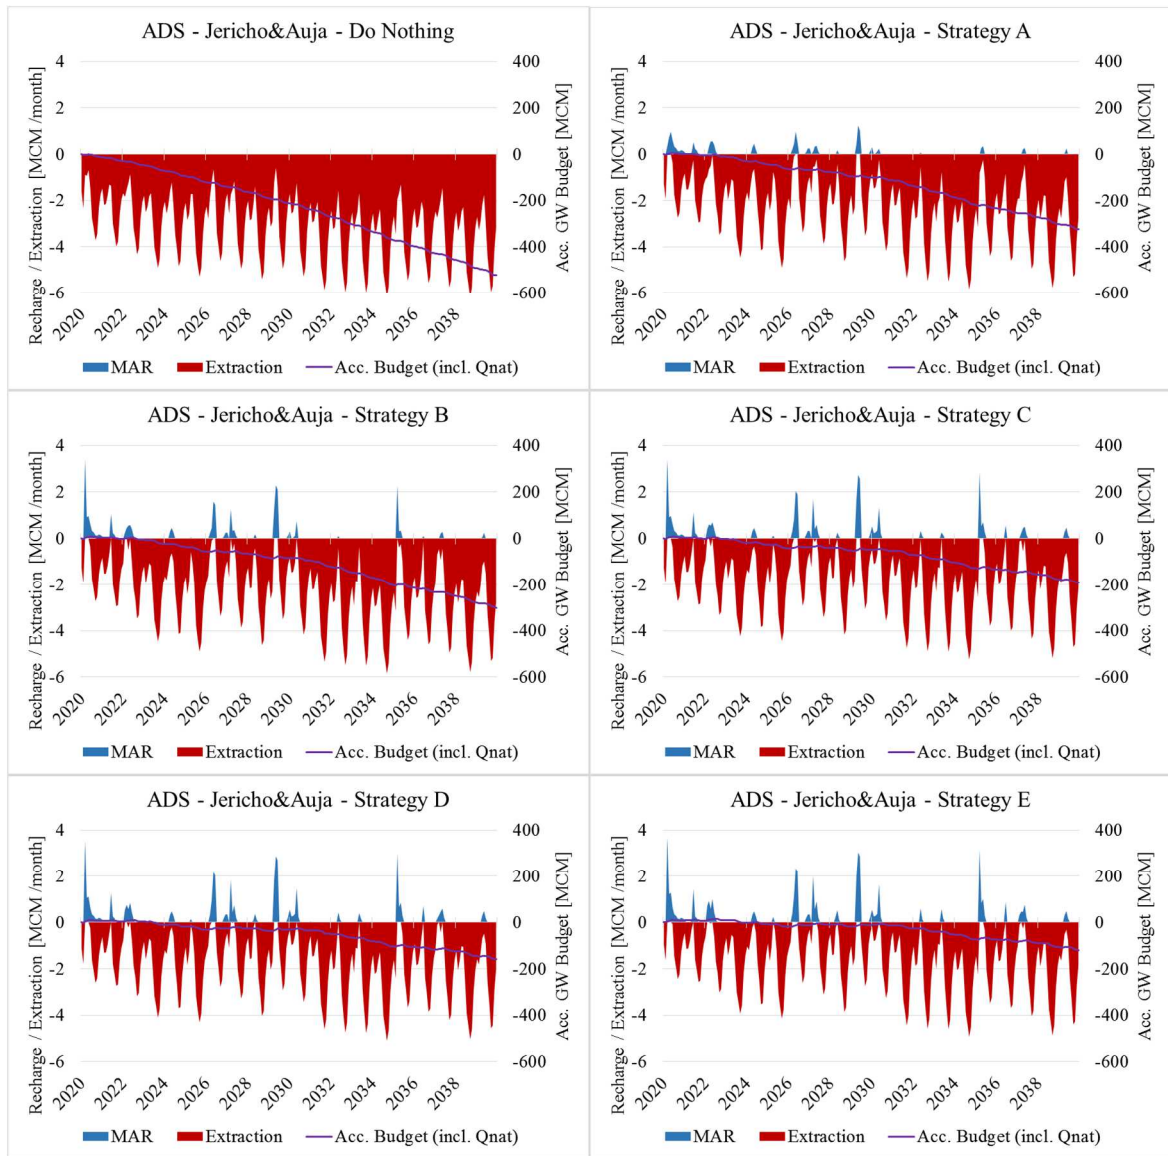 ADS - Jericho&Auja - Do Nothing
Recharge / Extraction [MCM /month]
4
2
0
-2
-4
-6
400
200
0
-200
-400
-600
Acc. GW Budget [MCM]
2020 2022 2024 2026 2028 2030 2032 2034 2036 2038
MAR Extraction Acc. Budget (incl. Qnat)
ADS - Jericho&Auja - Strategy A
Recharge / Extraction [MCM /month]
4
2
0
-2
-4
-6
400
200
0
-200
-400
-600
Acc. GW Budget [MCM]
2020 2022 2024 2026 2028 2030 2032 2034 2036 2038
MAR Extraction Acc. Budget (incl. Qnat)
ADS - Jericho&Auja - Strategy B
Recharge / Extraction [MCM /month]
4
2
0
-2
-4
-6
400
200
0
-200
-400
-600
Acc. GW Budget [MCM]
2020 2022 2024 2026 2028 2030 2032 2034 2036 2038
MAR Extraction Acc. Budget (incl. Qnat)
ADS - Jericho&Auja - Strategy C
Recharge / Extraction [MCM /month]
4
2
0
-2
-4
-6
400
200
0
-200
-400
-600
Acc. GW Budget [MCM]
2020 2022 2024 2026 2028 2030 2032 2034 2036 2038
MAR Extraction Acc. Budget (incl. Qnat)
ADS - Jericho&Auja - Strategy D
Recharge / Extraction [MCM /month]
4
2
0
-2
-4
-6
400
200
0
-200
-400
-600
Acc. GW Budget [MCM]
2020 2022 2024 2026 2028 2030 2032 2034 2036 2038
MAR Extraction Acc. Budget (incl. Qnat)
ADS - Jericho&Auja - Strategy E
Recharge / Extraction [MCM /month]
4
2
0
-2
-4
-6
400
200
0
-200
-400
-600
Acc. GW Budget [MCM]
2020 2022 2024 2026 2028 2030 2032 2034 2036 2038
MAR Extraction Acc. Budget (incl. Qnat)